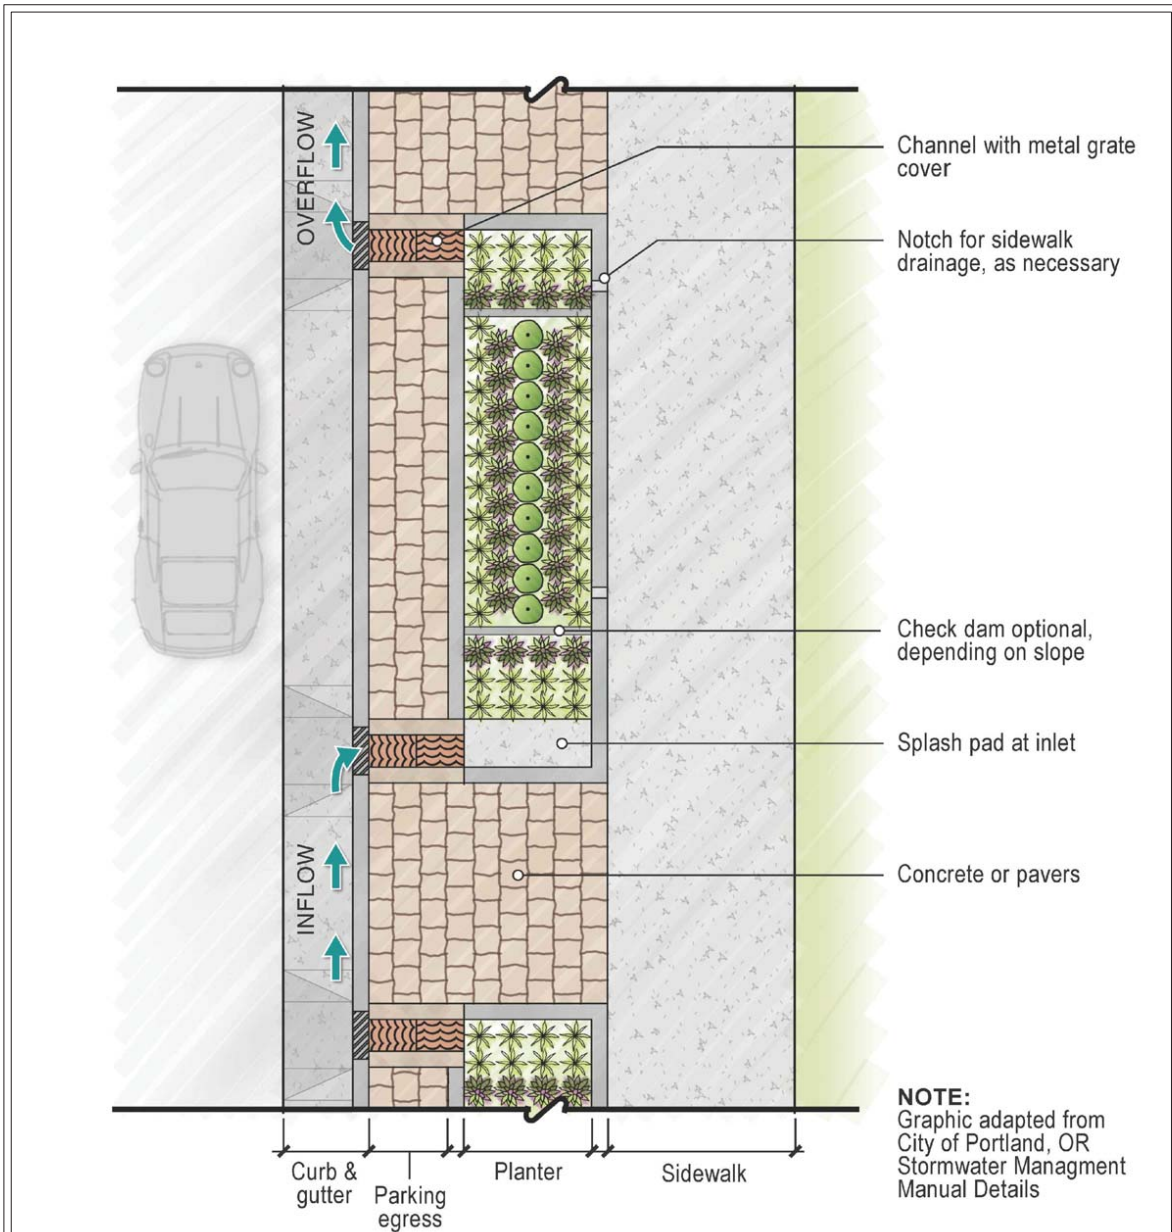 OVERFLOW
Channel with metal grate
cover
Notch for sidewalk
drainage, as necessary
Check dam optional,
depending on slope
Splash pad at inlet
Concrete or pavers
INFLOW
NOTE:
Graphic adapted from
City of Portland, OR
Stormwater Managment
Manual Details
Curb &
gutter
Parking
egress
Planter
Sidewalk